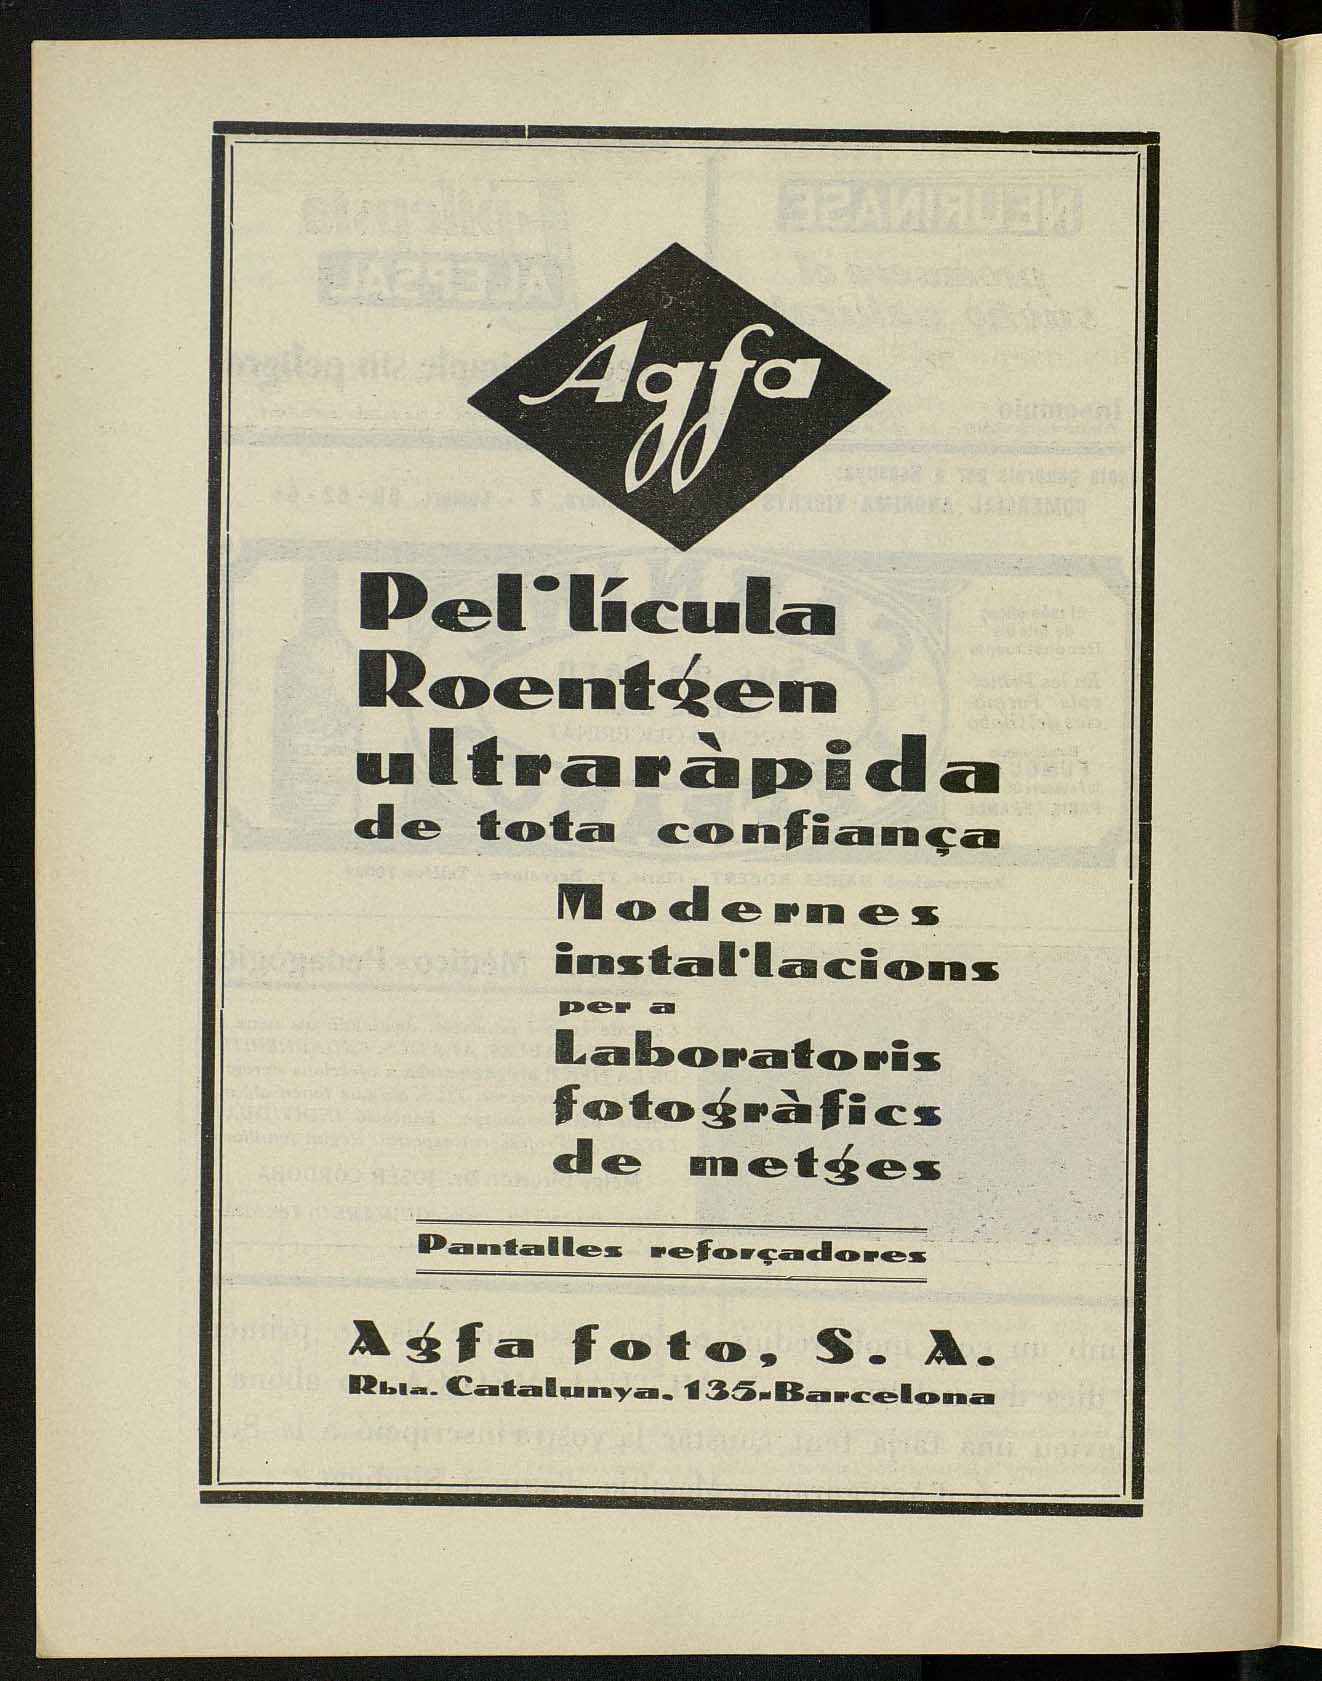 Agfa
Pel·lícula
Roentgen
ultraràpida
de tota confiança
Modernes
instal·lacions
per a
Laboratoris
fotogràfics
de metges
Pantalles reforçadores
Agfa foto, S. A.
Rbla. Catalunya, 135-Barcelona